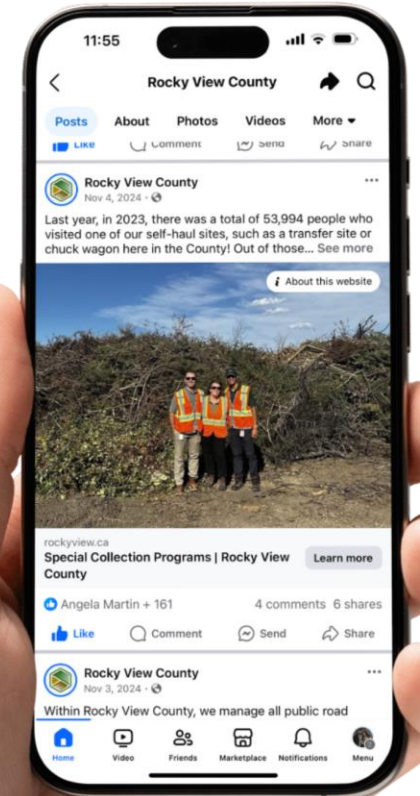 11:55
Rocky View County
Posts About Photos Videos More
Like Comment Send Share
Rocky View County
Nov 4, 2024
Last year, in 2023, there was a total of 53,994 people who
visited one of our self-haul sites, such as a transfer site or
chuck wagon here in the County! Out of those... See more
i About this website
rockyview.ca
Special Collection Programs | Rocky View
County
Learn more
Angela Martin + 161 4 comments 6 shares
Like Comment Send Share
Rocky View County
Nov 3, 2024
Within Rocky View County, we manage all public road
Home Video Friends Marketplace Notifications Menu